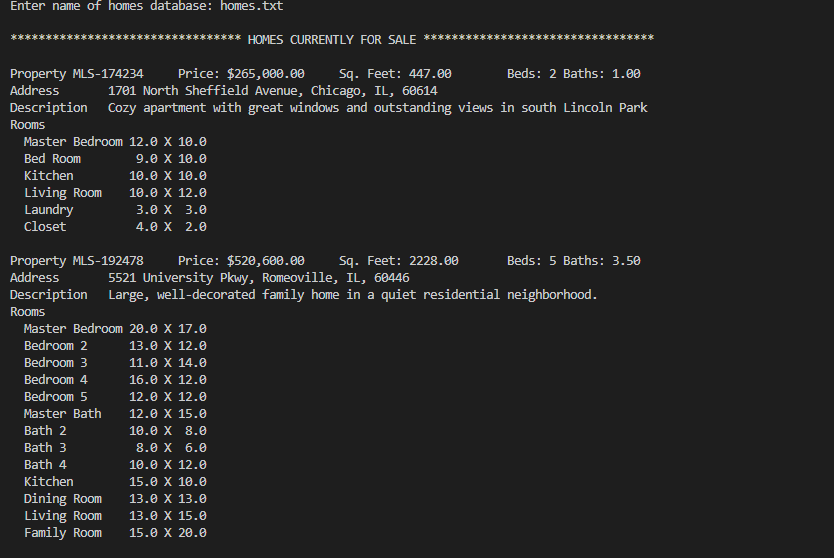 Enter name of homes database: homes.txt
********************************* HOMES CURRENTLY FOR SALE *********************************
Property MLS-174234     Price: $265,000.00     Sq. Feet: 447.00        Beds: 2 Baths: 1.00
Address       1701 North Sheffield Avenue, Chicago, IL, 60614
Description   Cozy apartment with great windows and outstanding views in south Lincoln Park
Rooms
  Master Bedroom 12.0 X 10.0
  Bed Room        9.0 X 10.0
  Kitchen        10.0 X 10.0
  Living Room    10.0 X 12.0
  Laundry         3.0 X  3.0
  Closet          4.0 X  2.0
Property MLS-192478     Price: $520,600.00     Sq. Feet: 2228.00       Beds: 5 Baths: 3.50
Address       5521 University Pkwy, Romeoville, IL, 60446
Description   Large, well-decorated family home in a quiet residential neighborhood.
Rooms
  Master Bedroom 20.0 X 17.0
  Bedroom 2      13.0 X 12.0
  Bedroom 3      11.0 X 14.0
  Bedroom 4      16.0 X 12.0
  Bedroom 5      12.0 X 12.0
  Master Bath    12.0 X 15.0
  Bath 2         10.0 X  8.0
  Bath 3          8.0 X  6.0
  Bath 4         10.0 X 12.0
  Kitchen        15.0 X 10.0
  Dining Room    13.0 X 13.0
  Living Room    13.0 X 15.0
  Family Room    15.0 X 20.0